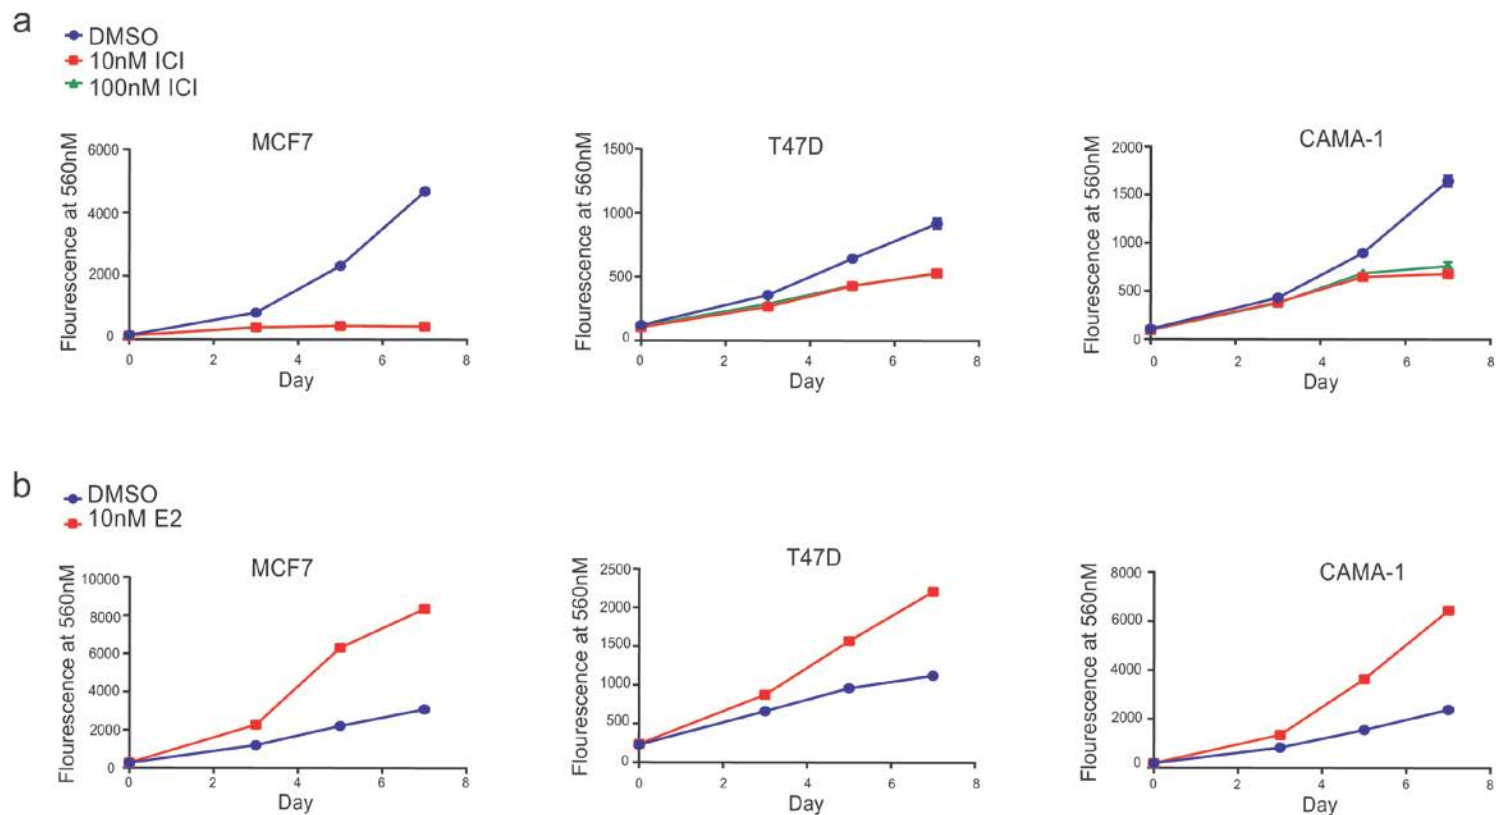 a
DMSO
10nM ICI
100nM ICI
MCF7
Flourescence at 560nM
6000
4000
2000
0
0 2 4 6 8
Day
T47D
Flourescence at 560nM
1500
1000
500
0
0 2 4 6 8
Day
CAMA-1
Flourescence at 560nM
2000
1500
1000
500
0
0 2 4 6 8
Day
b
DMSO
10nM E2
MCF7
Flourescence at 560nM
10000
8000
6000
4000
2000
0
0 2 4 6 8
Day
T47D
Flourescence at 560nM
2500
2000
1500
1000
500
0
0 2 4 6 8
Day
CAMA-1
Flourescence at 560nM
8000
6000
4000
2000
0
0 2 4 6 8
Day